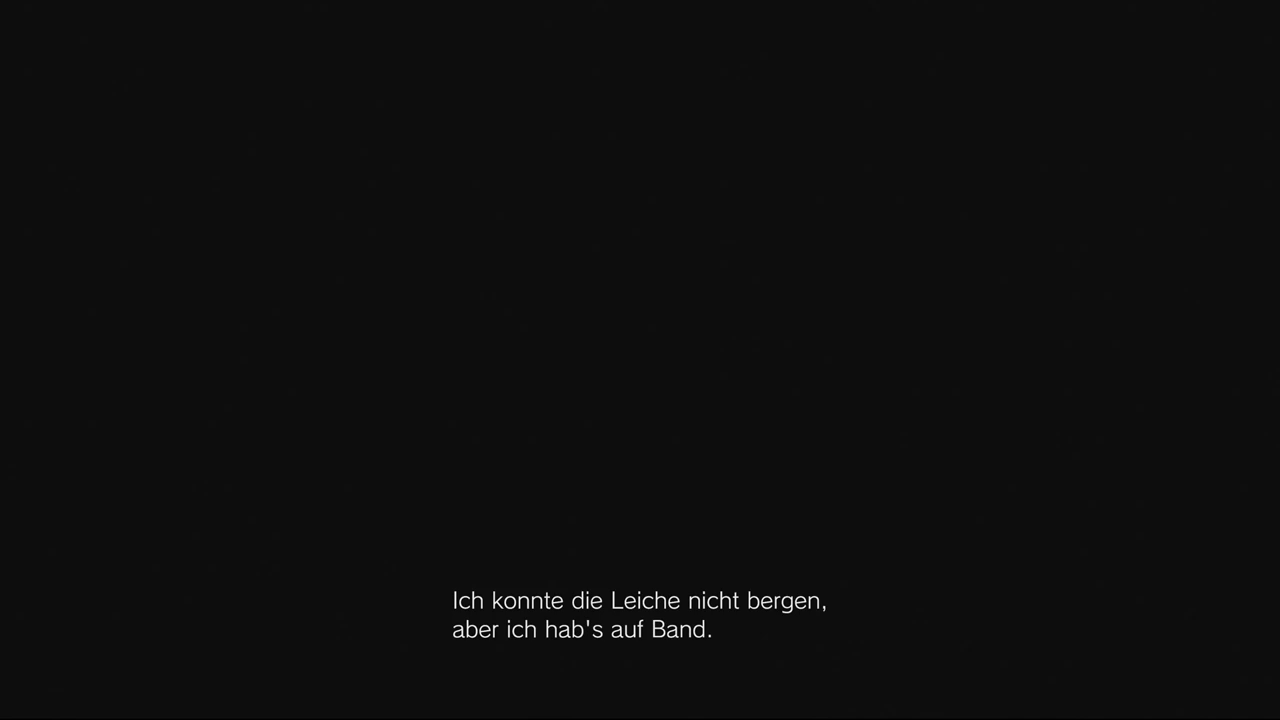 Ich konnte die Leiche nicht bergen,
aber ich hab's auf Band.